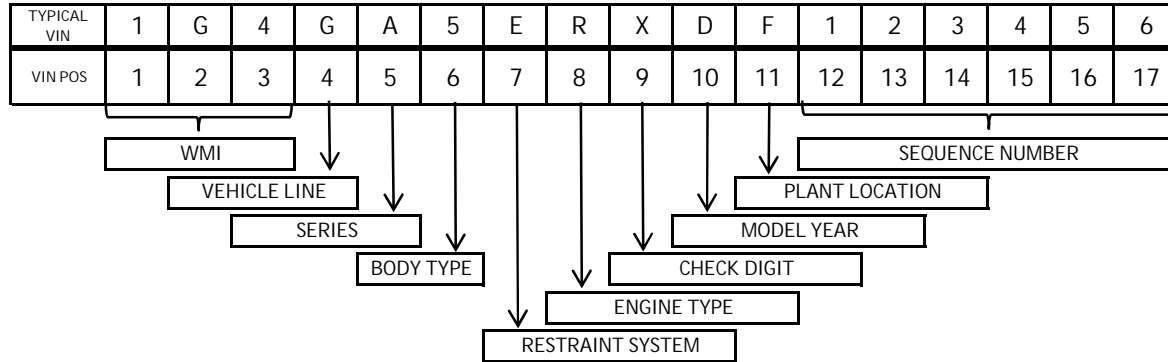 TYPICAL VIN 1 G 4 G A 5 E R X D F 1 2 3 4 5 6
VIN POS 1 2 3 4 5 6 7 8 9 10 11 12 13 14 15 16 17
WMI SEQUENCE NUMBER
VEHICLE LINE PLANT LOCATION
SERIES MODEL YEAR
BODY TYPE CHECK DIGIT
ENGINE TYPE
RESTRAINT SYSTEM